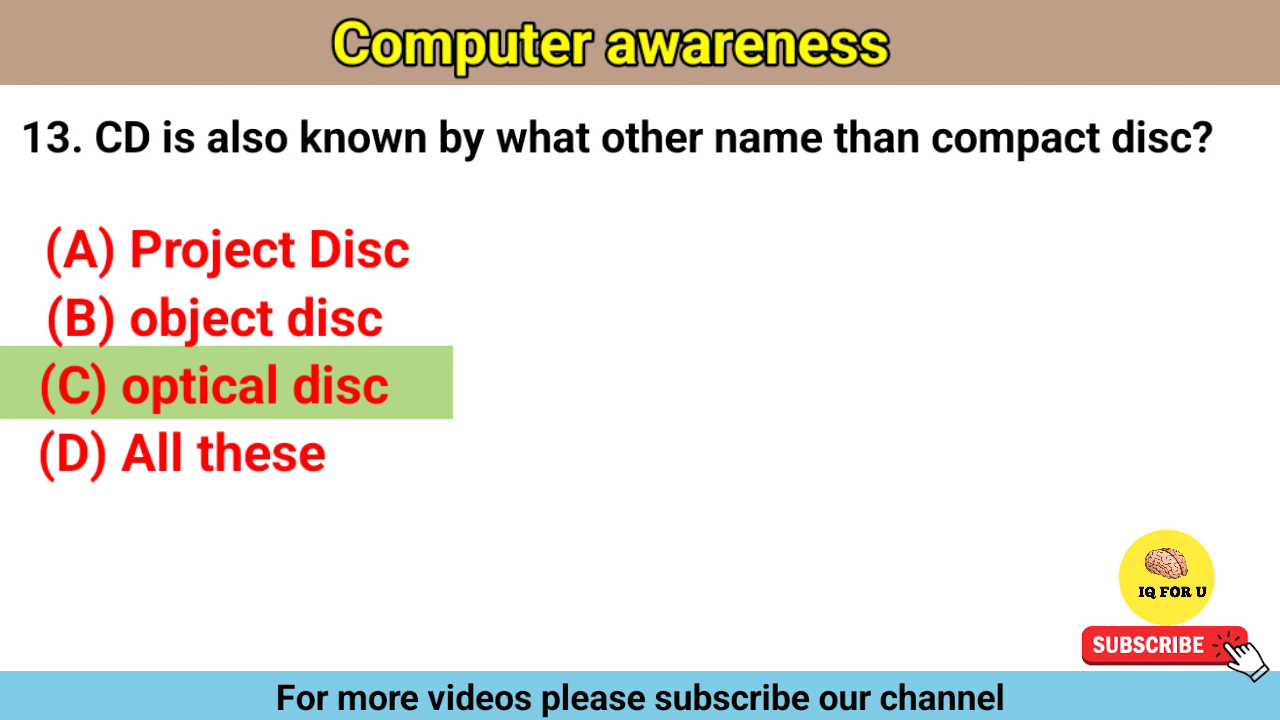 Computer awareness
13. CD is also known by what other name than compact disc?
(A) Project Disc
(B) object disc
(C) optical disc
(D) All these
IQ FOR U
SUBSCRIBE
For more videos please subscribe our channel